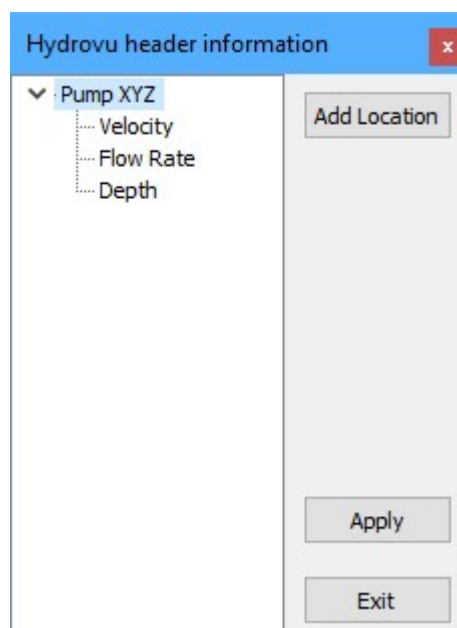 Hydrovu header information
x
Pump XYZ
Velocity
Flow Rate
Depth
Add Location
Apply
Exit